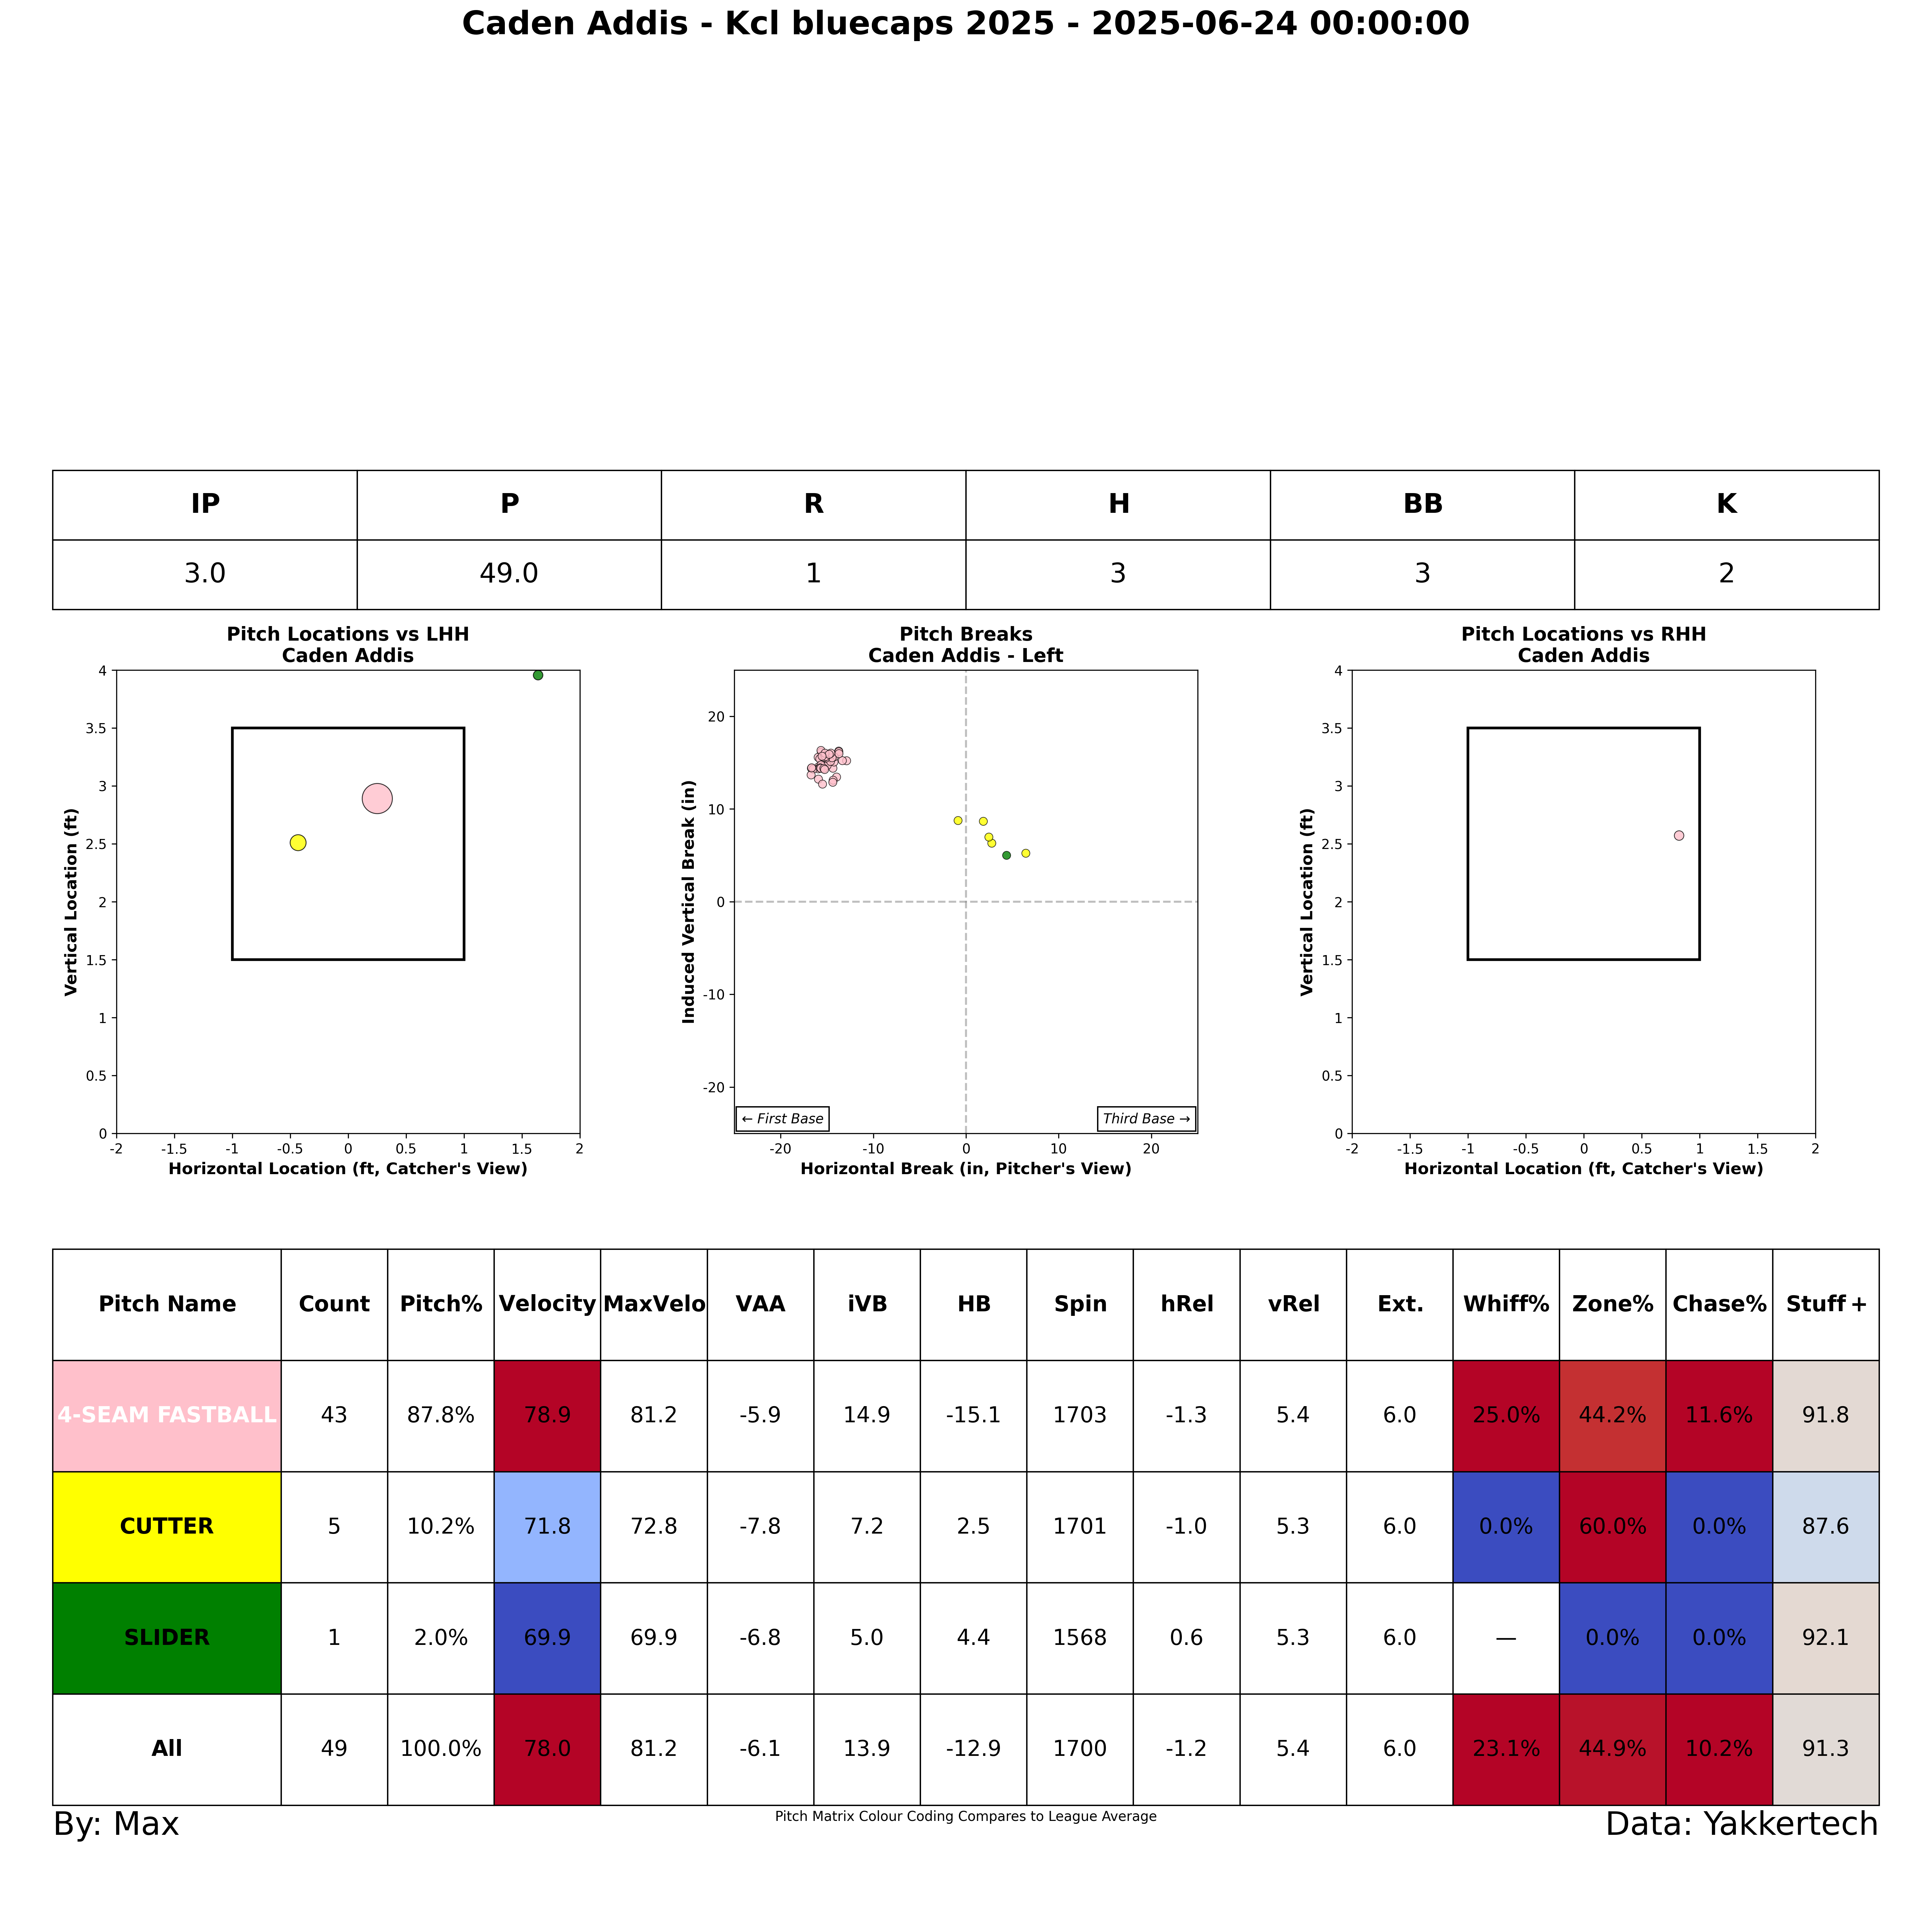 Caden Addis - Kcl bluecaps 2025 - 2025-06-24 00:00:00
IP P R H BB K
3.0 49.0 1 3 3 2
Pitch Locations vs LHH
Caden Addis
4
3.5
3
2.5
2
1.5
1
0.5
0
-2 -1.5 -1 -0.5 0 0.5 1 1.5 2
Vertical Location (ft)
Horizontal Location (ft, Catcher's View)
Pitch Breaks
Caden Addis - Left
20
10
0
-10
-20
← First Base
Third Base →
-20 -10 0 10 20
Induced Vertical Break (in)
Horizontal Break (in, Pitcher's View)
Pitch Locations vs RHH
Caden Addis
4
3.5
3
2.5
2
1.5
1
0.5
0
-2 -1.5 -1 -0.5 0 0.5 1 1.5 2
Vertical Location (ft)
Horizontal Location (ft, Catcher's View)
Pitch Name Count Pitch% Velocity MaxVelo VAA iVB HB Spin hRel vRel Ext. Whiff% Zone% Chase% Stuff+
4-SEAM FASTBALL 43 87.8% 78.9 81.2 -5.9 14.9 -15.1 1703 -1.3 5.4 6.0 25.0% 44.2% 11.6% 91.8
CUTTER 5 10.2% 71.8 72.8 -7.8 7.2 2.5 1701 -1.0 5.3 6.0 0.0% 60.0% 0.0% 87.6
SLIDER 1 2.0% 69.9 69.9 -6.8 5.0 4.4 1568 0.6 5.3 6.0 — 0.0% 0.0% 92.1
All 49 100.0% 78.0 81.2 -6.1 13.9 -12.9 1700 -1.2 5.4 6.0 23.1% 44.9% 10.2% 91.3
By: Max
Pitch Matrix Colour Coding Compares to League Average
Data: Yakkertech